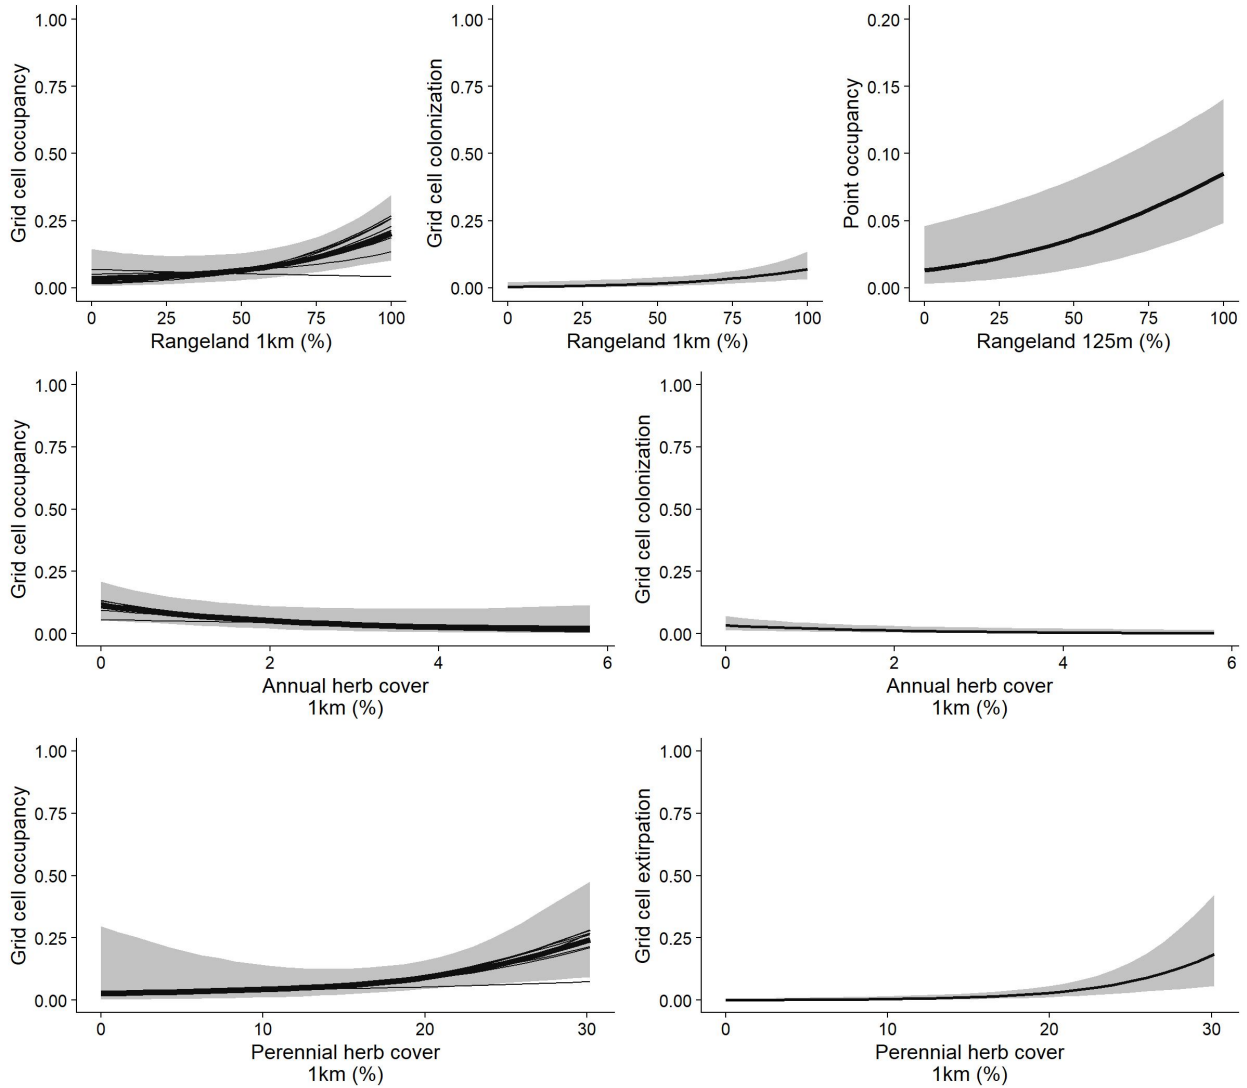 1.00
0.75
0.50
0.25
0.00
Grid cell occupancy
0 25 50 75 100
Rangeland 1km (%)
1.00
0.75
0.50
0.25
0.00
Grid cell colonization
0 25 50 75 100
Rangeland 1km (%)
0.20
0.15
0.10
0.05
0.00
Point occupancy
0 25 50 75 100
Rangeland 125m (%)
1.00
0.75
0.50
0.25
0.00
Grid cell occupancy
0 2 4 6
Annual herb cover
1km (%)
1.00
0.75
0.50
0.25
0.00
Grid cell colonization
0 2 4 6
Annual herb cover
1km (%)
1.00
0.75
0.50
0.25
0.00
Grid cell occupancy
0 10 20 30
Perennial herb cover
1km (%)
1.00
0.75
0.50
0.25
0.00
Grid cell extirpation
0 10 20 30
Perennial herb cover
1km (%)